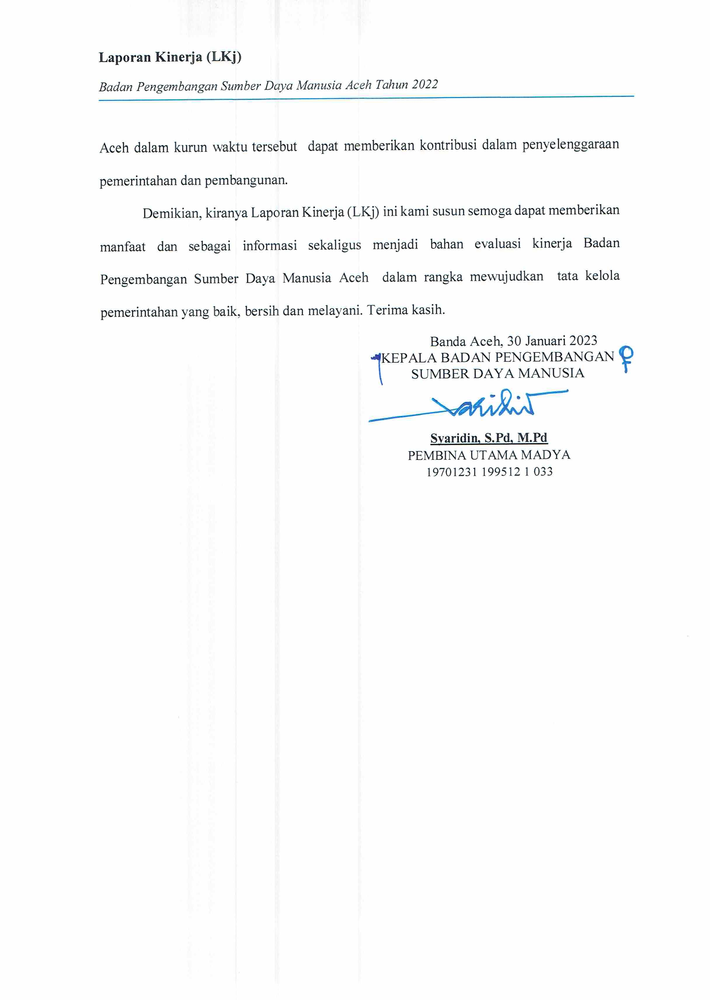 Laporan Kinerja (LKj)
Badan Pengembangan Sumber Daya Manusia Aceh Tahun 2022
Aceh dalam kurun waktu tersebut dapat memberikan kontribusi dalam penyelenggaraan
pemerintahan dan pembangunan.
Demikian, kiranya Laporan Kinerja (LKj) ini kami susun semoga dapat memberikan
manfaat dan sebagai informasi sekaligus menjadi bahan evaluasi kinerja Badan
Pengembangan Sumber Daya Manusia Aceh dalam rangka mewujudkan tata kelola
pemerintahan yang baik, bersih dan melayani. Terima kasih.
Banda Aceh, 30 Januari 2023
KEPALA BADAN PENGEMBANGAN
SUMBER DAYA MANUSIA
Syaridin, S.Pd, M.Pd
PEMBINA UTAMA MADYA
19701231 199512 1 033